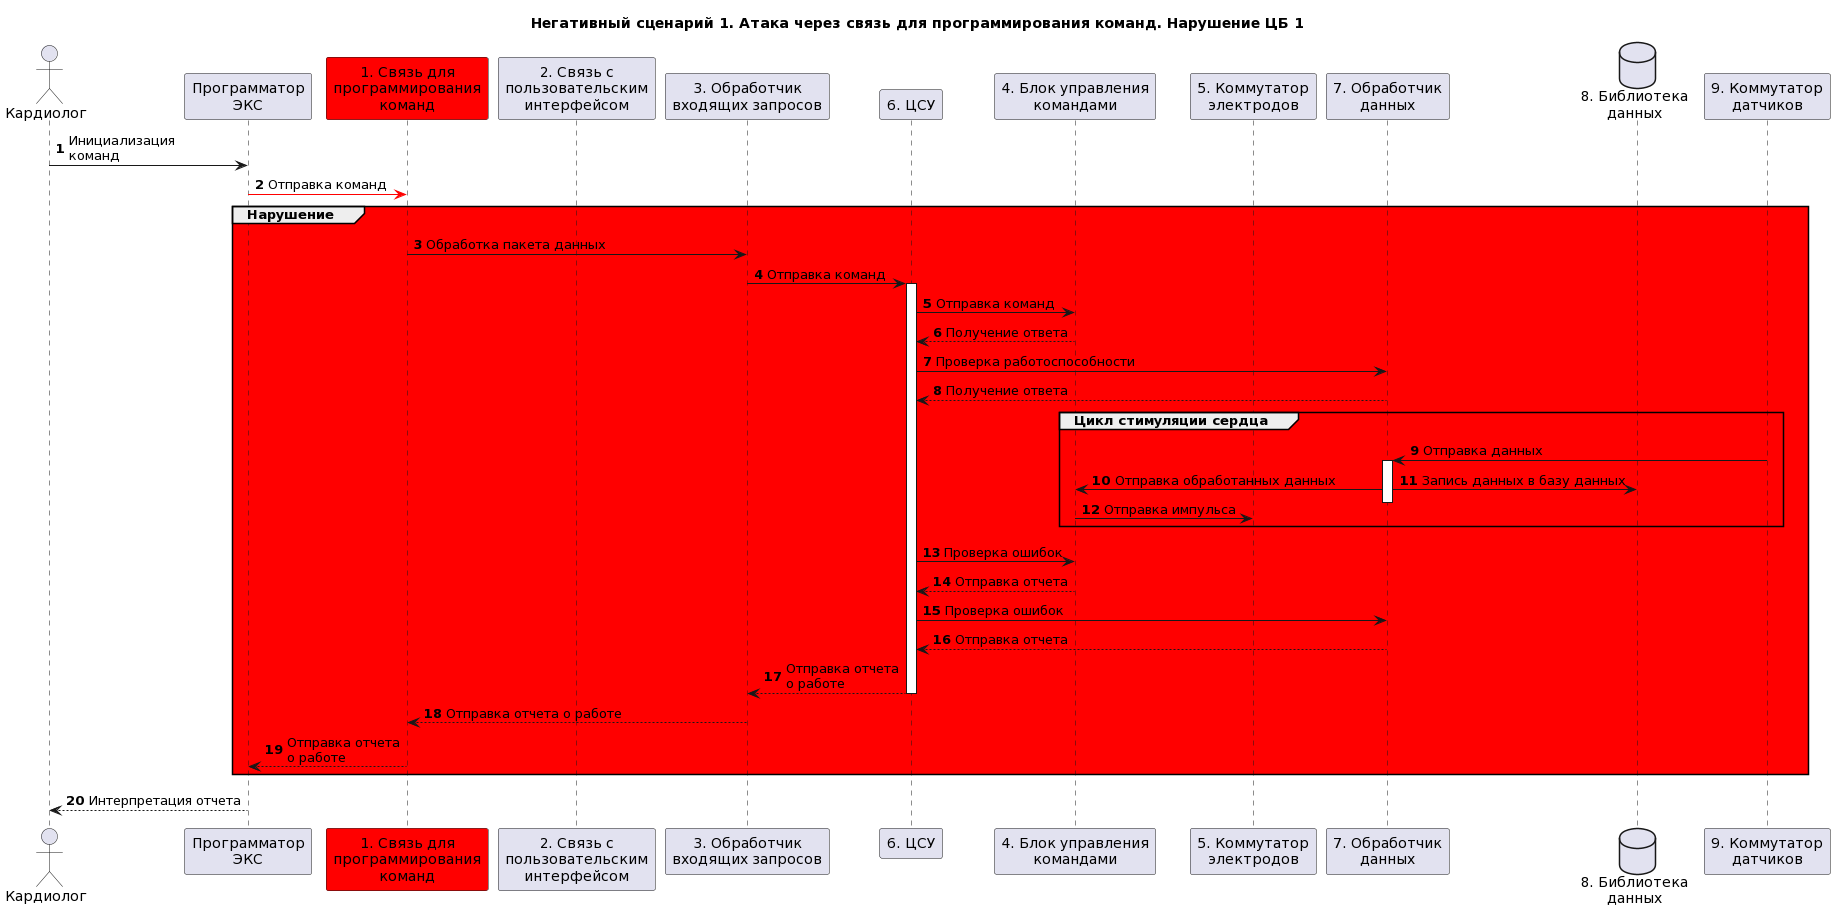 Негативный сценарий 1. Атака через связь для программирования команд. Нарушение ЦБ 1
Кардиолог
Программатор
ЭКС
1. Связь для
программирования
команд
2. Связь с
пользовательским
интерфейсом
3. Обработчик
входящих запросов
6. ЦСУ
4. Блок управления
командами
5. Коммутатор
электродов
7. Обработчик
данных
8. Библиотека
данных
9. Коммутатор
датчиков
1 Инициализация
команд
2 Отправка команд
Нарушение
3 Обработка пакета данных
4 Отправка команд
5 Отправка команд
6 Получение ответа
7 Проверка работоспособности
8 Получение ответа
Цикл стимуляции сердца
9 Отправка данных
10 Отправка обработанных данных
11 Запись данных в базу данных
12 Отправка импульса
13 Проверка ошибок
14 Отправка отчета
15 Проверка ошибок
16 Отправка отчета
17 Отправка отчета
о работе
18 Отправка отчета о работе
19 Отправка отчета
о работе
20 Интерпретация отчета
Кардиолог
Программатор
ЭКС
1. Связь для
программирования
команд
2. Связь с
пользовательским
интерфейсом
3. Обработчик
входящих запросов
6. ЦСУ
4. Блок управления
командами
5. Коммутатор
электродов
7. Обработчик
данных
8. Библиотека
данных
9. Коммутатор
датчиков